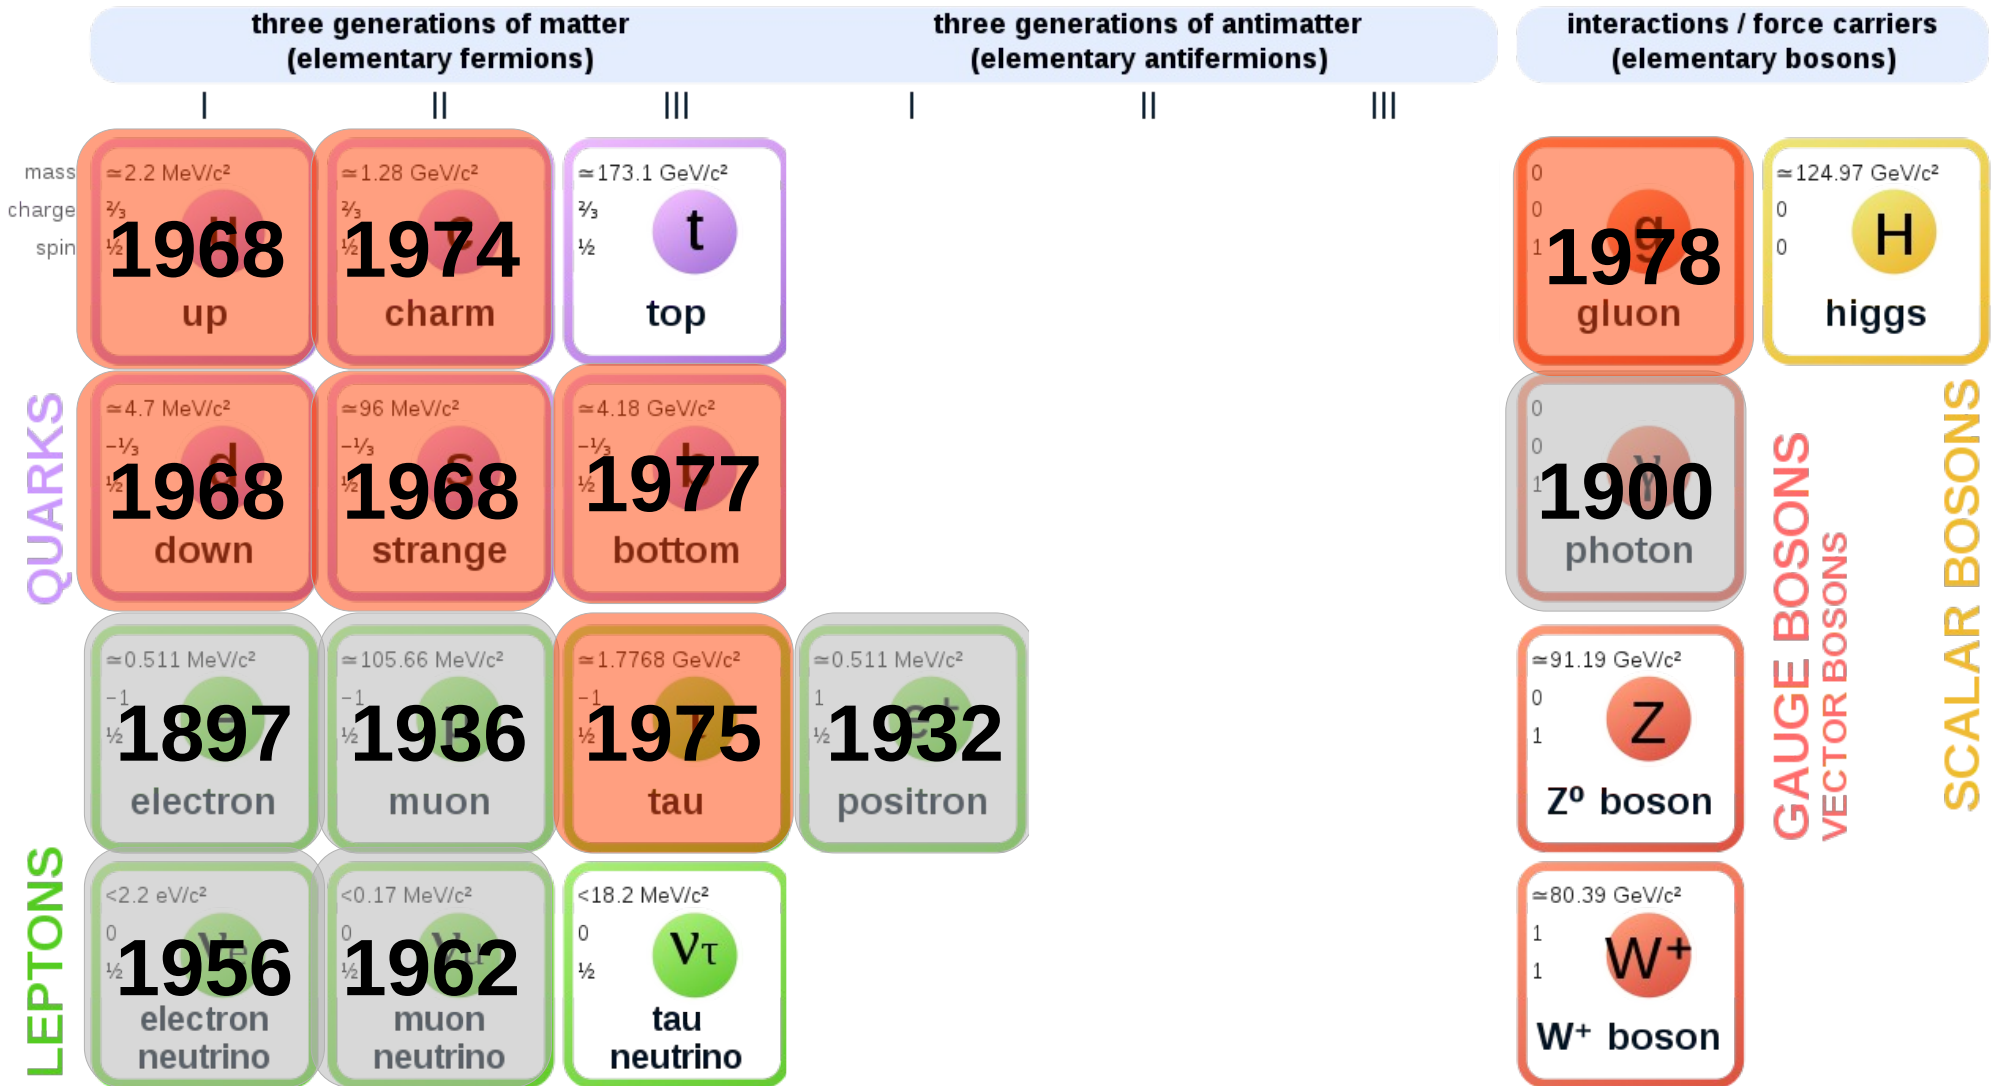 three generations of matter
(elementary fermions)
three generations of antimatter
(elementary antifermions)
interactions / force carriers
(elementary bosons)
I
II
III
I
II
III
mass
charge
spin
≃2.2 MeV/c²
⅔
½
u
1968
up
≃1.28 GeV/c²
⅔
½
c
1974
charm
≃173.1 GeV/c²
⅔
½
t
top
0
0
1
g
1978
gluon
≃124.97 GeV/c²
0
0
H
higgs
QUARKS
≃4.7 MeV/c²
−⅓
½
d
1968
down
≃96 MeV/c²
−⅓
½
s
1968
strange
≃4.18 GeV/c²
−⅓
½
b
1977
bottom
0
0
1
γ
1900
photon
GAUGE BOSONS
VECTOR BOSONS
SCALAR BOSONS
LEPTONS
≃0.511 MeV/c²
−1
½
1897
electron
≃105.66 MeV/c²
−1
½
μ
1936
muon
≃1.7768 GeV/c²
−1
½
τ
1975
tau
≃0.511 MeV/c²
1
½
e⁺
1932
positron
≃91.19 GeV/c²
0
1
Z
Z⁰ boson
<2.2 eV/c²
0
½
νe
1956
electron
neutrino
<0.17 MeV/c²
0
½
νμ
1962
muon
neutrino
<18.2 MeV/c²
0
½
ντ
tau
neutrino
≃80.39 GeV/c²
1
1
W⁺
W⁺ boson